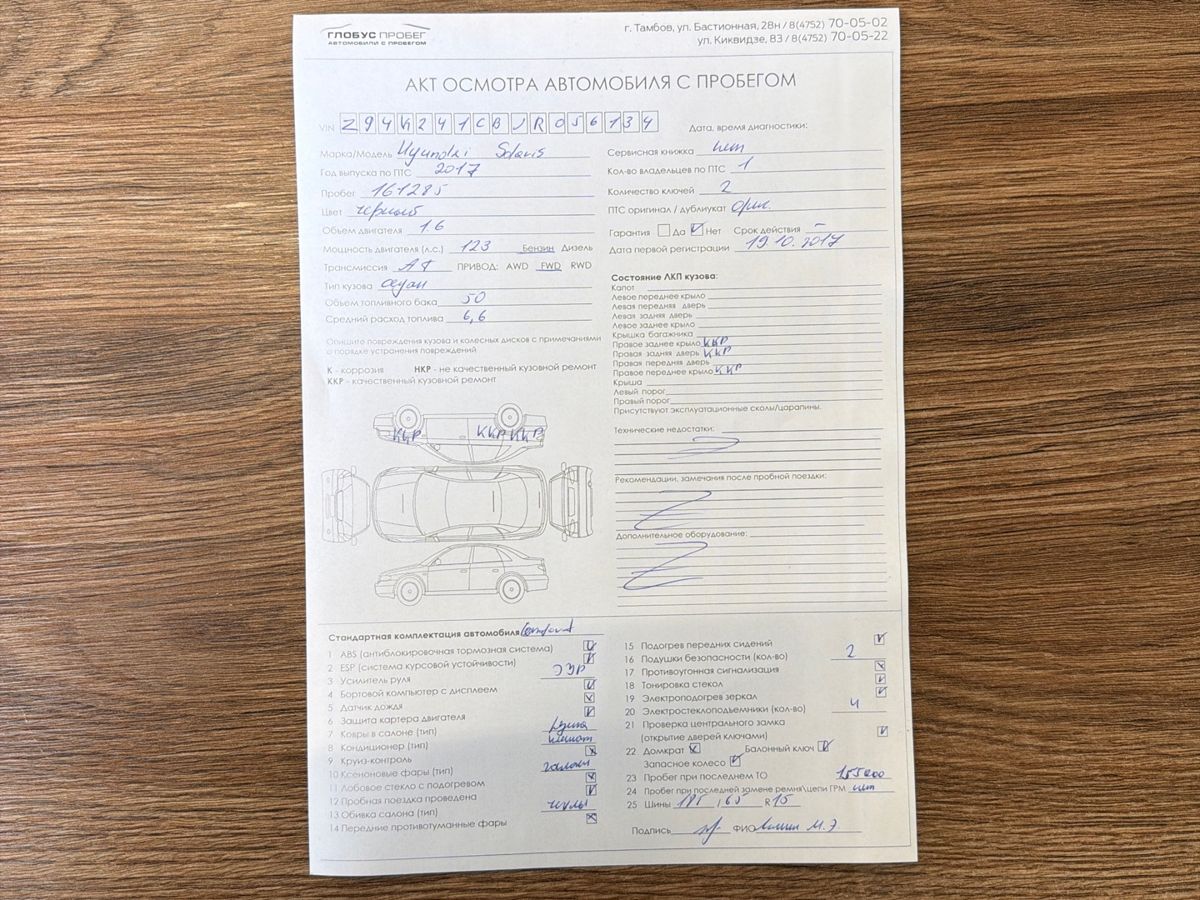 ГЛОБУС ПРОБЕГ
АВТОМОБИЛИ С ПРОБЕГОМ
г. Тамбов, ул. Бастионная, 28н / 8(4752) 70-05-02
ул. Киквидзе, 83 / 8(4752) 70-05-22
АКТ ОСМОТРА АВТОМОБИЛЯ С ПРОБЕГОМ
VIN Z94K241CBJR056134
Дата, время диагностики:
Марка/Модель Hyundai Solaris
Год выпуска по ПТС 2017
Пробег 161285
Цвет черный
Объем двигателя 1.6
Мощность двигателя (л.с.) 123 Бензин Дизель
Трансмиссия АТ ПРИВОД: AWD FWD RWD
Тип кузова седан
Объем топливного бака 50
Средний расход топлива 6,6
Опишите повреждения кузова и колесных дисков с примечаниями
о порядке устранения повреждений
К - коррозия НКР - не качественный кузовной ремонт
ККР - качественный кузовной ремонт
ККР ККР ККР
Сервисная книжка нет
Кол-во владельцев по ПТС 1
Количество ключей 2
ПТС оригинал / дубликат ориг.
Гарантия Да Нет Срок действия –
Дата первой регистрации 19.10.2017
Состояние ЛКП кузова:
Капот
Левое переднее крыло
Левая передняя дверь
Левая задняя дверь
Левое заднее крыло
Крышка багажника
Правое заднее крыло ККР
Правая задняя дверь ККР
Правая передняя дверь
Правое переднее крыло ККР
Крыша
Левый порог
Правый порог
Присутствуют эксплуатационные сколы/царапины.
Технические недостатки:
Рекомендации, замечания после пробной поездки:
Дополнительное оборудование:
Стандартная комплектация автомобиля Comfort
1 ABS (антиблокировочная тормозная система)
2 ESP (система курсовой устойчивости)
3 Усилитель руля ЭУР
4 Бортовой компьютер с дисплеем
5 Датчик дождя
6 Защита картера двигателя
7 Ковры в салоне (тип) резина
8 Кондиционер (тип) климат
9 Круиз-контроль
10 Ксеноновые фары (тип) галоген
11 Лобовое стекло с подогревом
12 Пробная поездка проведена
13 Обивка салона (тип) чехлы
14 Передние противотуманные фары
15 Подогрев передних сидений
16 Подушки безопасности (кол-во) 2
17 Противоугонная сигнализация
18 Тонировка стекол
19 Электроподогрев зеркал
20 Электростеклоподъемники (кол-во) 4
21 Проверка центрального замка
(открытие дверей ключами)
22 Домкрат Балонный ключ
Запасное колесо
23 Пробег при последнем ТО 155000
24 Пробег при последней замене ремня\цепи ГРМ нет
25 Шины 185 / 65 R 15
Подпись ФИО М.Э